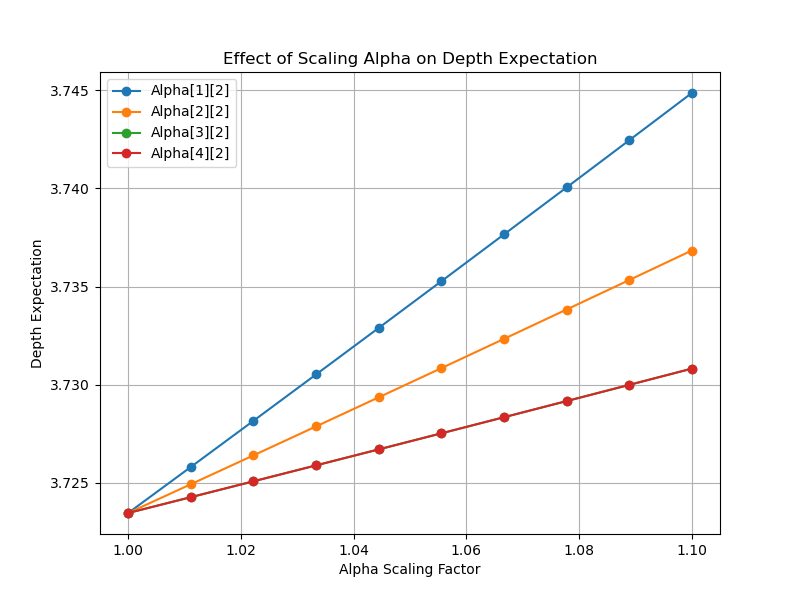 Effect of Scaling Alpha on Depth Expectation
3.745
3.740
3.735
3.730
3.725
Depth Expectation
Alpha[1][2]
Alpha[2][2]
Alpha[3][2]
Alpha[4][2]
1.00 1.02 1.04 1.06 1.08 1.10
Alpha Scaling Factor